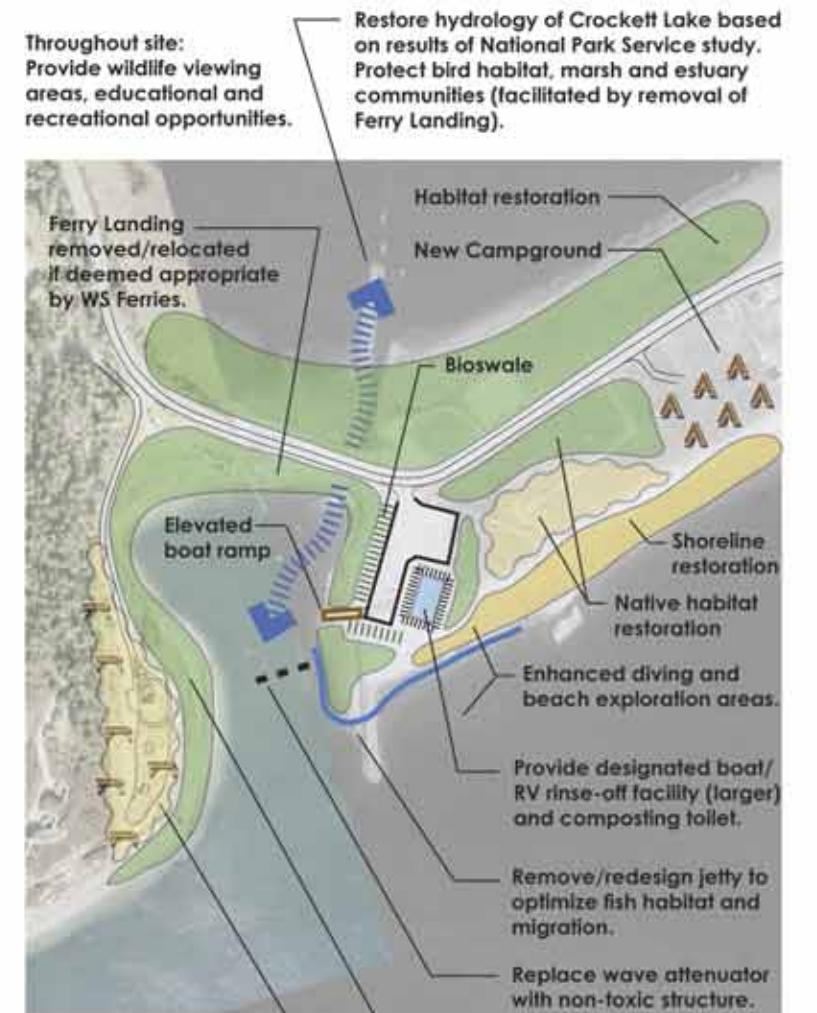 Throughout site:
Provide wildlife viewing
areas, educational and
recreational opportunities.
Restore hydrology of Crockett Lake based
on results of National Park Service study.
Protect bird habitat, marsh and estuary
communities (facilitated by removal of
Ferry Landing).
Habitat restoration
Ferry Landing
removed/relocated
if deemed appropriate
by WS Ferries.
New Campground
Bioswale
Elevated
boat ramp
Shoreline
restoration
Native habitat
restoration
Enhanced diving and
beach exploration areas.
Provide designated boat/
RV rinse-off facility (larger)
and composting toilet.
Remove/redesign jetty to
optimize fish habitat and
migration.
Replace wave attenuator
with non-toxic structure.